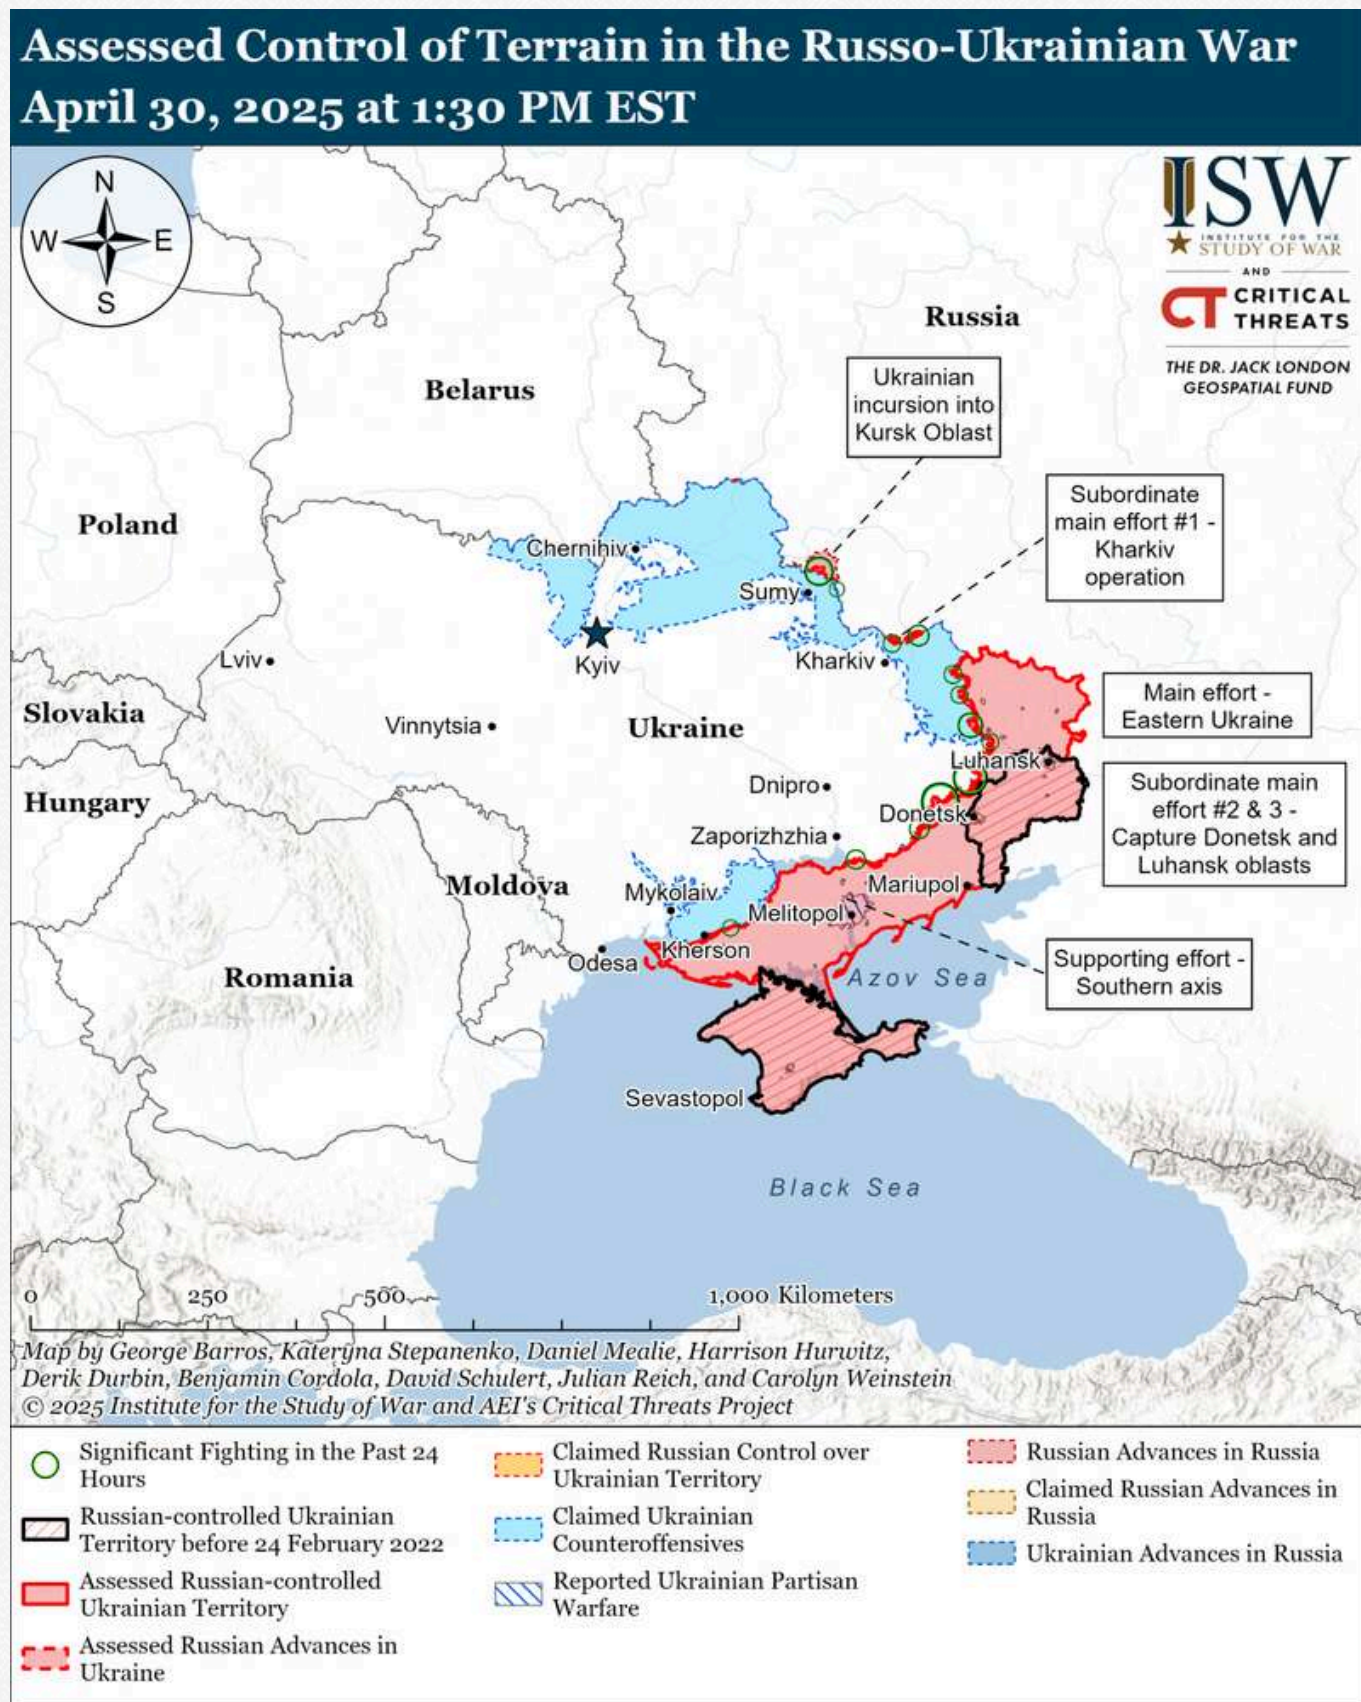 Assessed Control of Terrain in the Russo-Ukrainian War
April 30, 2025 at 1:30 PM EST
N
W
E
S
ISW
INSTITUTE FOR THE
STUDY OF WAR
AND
CT CRITICAL
THREATS
THE DR. JACK LONDON
GEOSPATIAL FUND
Russia
Ukrainian
incursion into
Kursk Oblast
Belarus
Subordinate
main effort #1 -
Kharkiv
operation
Poland
Chernihiv
Sumy
Kyiv
Lviv
Kharkiv
Slovakia
Main effort -
Eastern Ukraine
Vinnytsia
Ukraine
Luhansk
Hungary
Dnipro
Subordinate main
effort #2 & 3 -
Capture Donetsk and
Luhansk oblasts
Donetsk
Zaporizhzhia
Moldova
Mykolaiv
Mariupol
Melitopol
Kherson
Odesa
Supporting effort -
Southern axis
Romania
Azov Sea
Sevastopol
Black Sea
0 250 500 1,000 Kilometers
Map by George Barros, Kateryna Stepanenko, Daniel Mealie, Harrison Hurwitz,
Derik Durbin, Benjamin Cordola, David Schulert, Julian Reich, and Carolyn Weinstein
© 2025 Institute for the Study of War and AEI's Critical Threats Project
Significant Fighting in the Past 24
Hours
Russian-controlled Ukrainian
Territory before 24 February 2022
Assessed Russian-controlled
Ukrainian Territory
Assessed Russian Advances in
Ukraine
Claimed Russian Control over
Ukrainian Territory
Claimed Ukrainian
Counteroffensives
Reported Ukrainian Partisan
Warfare
Russian Advances in Russia
Claimed Russian Advances in
Russia
Ukrainian Advances in Russia